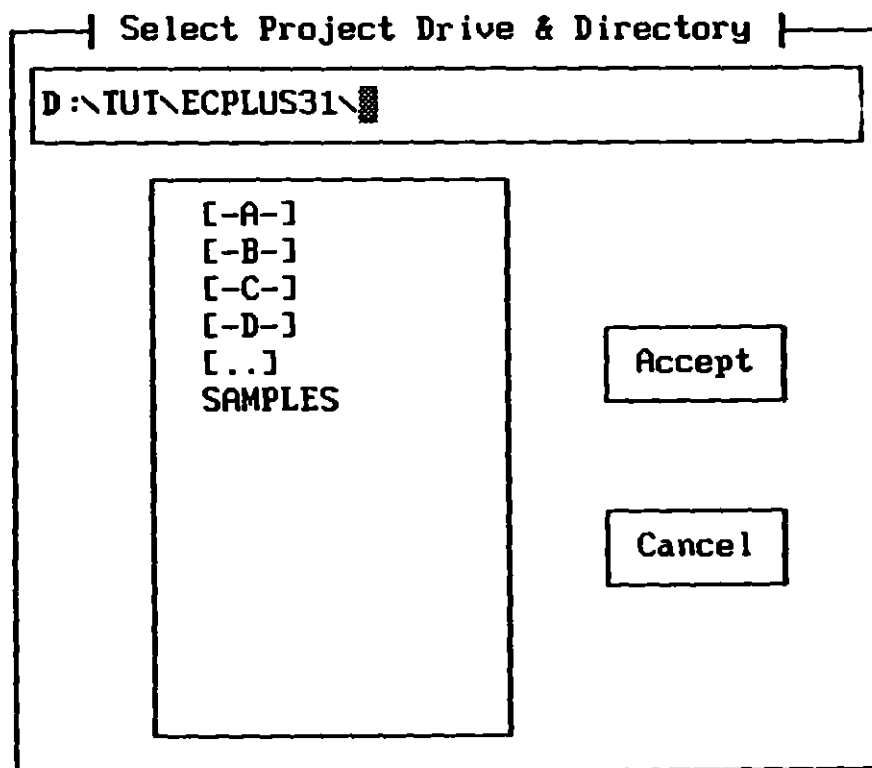 Select Project Drive & Directory
D:\TUT\ECPLUS31\
[-A-]
[-B-]
[-C-]
[-D-]
[..]
SAMPLES
Accept
Cancel